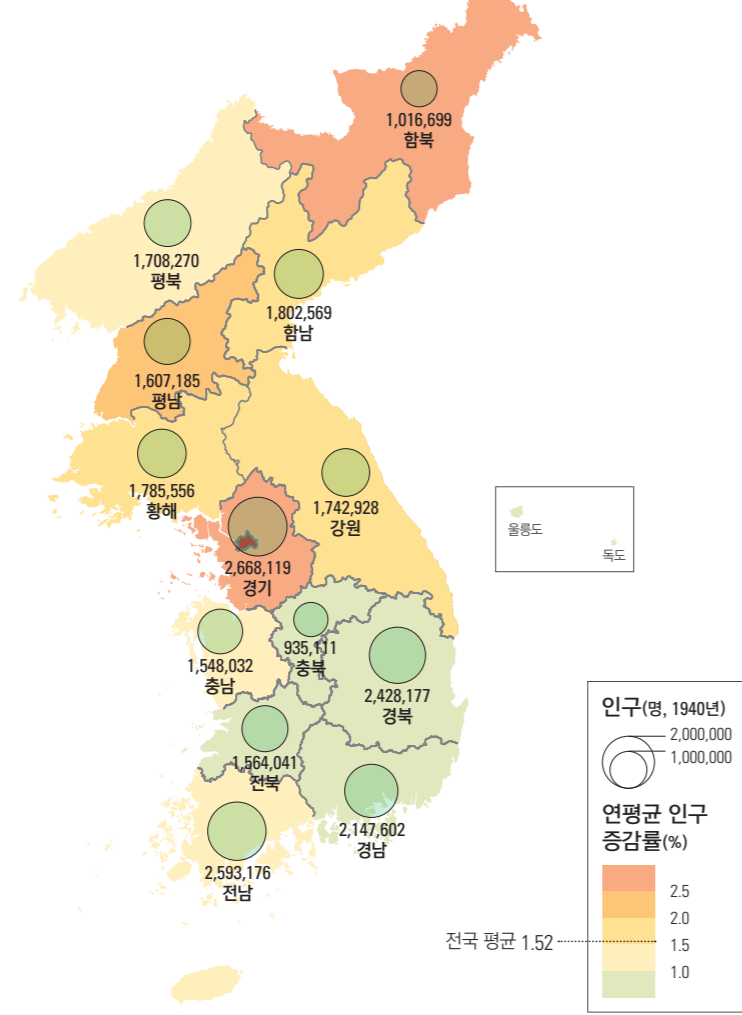 1,016,699
함북
1,708,270
평북
1,802,569
함남
1,607,185
평남
1,785,556
황해
1,742,928
강원
울릉도
독도
2,668,119
경기
1,548,032
충남
935,111
충북
2,428,177
경북
1,564,041
전북
2,147,602
경남
2,593,176
전남
인구(명, 1940년)
2,000,000
1,000,000
연평균 인구
증감률(%)
2.5
2.0
전국 평균 1.52
1.5
1.0